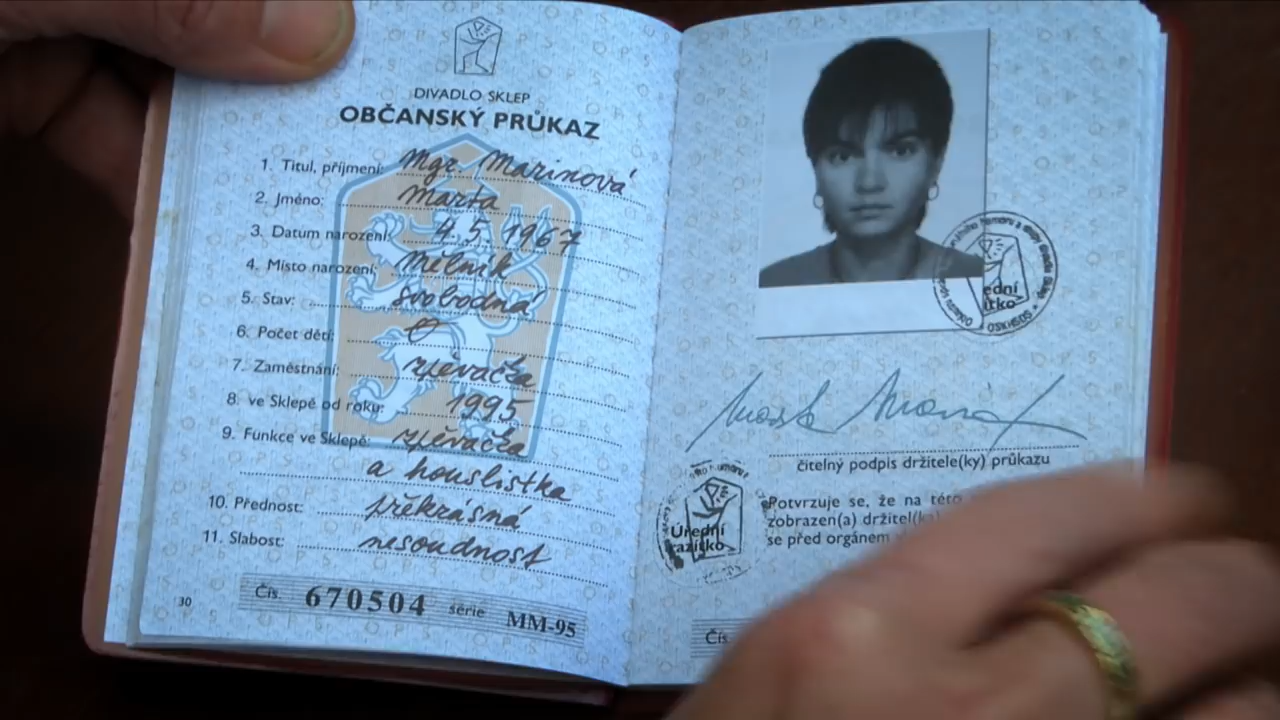 DIVADLO SKLEP
OBČANSKÝ PRŮKAZ
1. Titul, příjmení: Mgr. Marinová
2. Jméno: Marta
3. Datum narození: 4.5.1967
4. Místo narození: Mělník
5. Stav: svobodná
6. Počet dětí: 0
7. Zaměstnání: zpěvačka
8. ve Sklepě od roku: 1995
9. Funkce ve Sklepě: zpěvačka
a houslistka
10. Přednost: překrásná
11. Slabost: nesoudnost
Čís. 670504 série MM-95
30
čitelný podpis držitele(ky) průkazu
Úřední
razítko
Potvrzuje se, že na této
zobrazen(a) držitel(k
se před orgánem
Čís